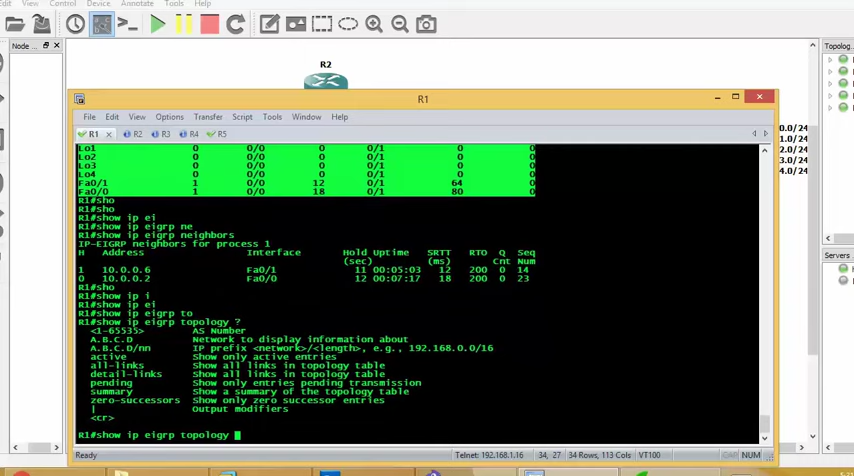 it View Control Device Annotate Tools Help
Node
Topolog
R2
R1
File Edit View Options Transfer Script Tools Window Help
R1 R2 R3 R4 R5
Lo1 0 0/0 0 0/1 0 0
Lo2 0 0/0 0 0/1 0 0
Lo3 0 0/0 0 0/1 0 0
Lo4 0 0/0 0 0/1 0 0
Fa0/1 1 0/0 12 0/1 64 0
Fa0/0 1 0/0 18 0/1 80 0
R1#sho
R1#sho
R1#show ip ei
R1#show ip eigrp ne
R1#show ip eigrp neighbors
IP-EIGRP neighbors for process 1
H Address Interface Hold Uptime SRTT RTO Q Seq
(sec) (ms) Cnt Num
1 10.0.0.6 Fa0/1 11 00:05:03 12 200 0 14
0 10.0.0.2 Fa0/0 12 00:07:17 18 200 0 23
R1#sho
R1#show ip i
R1#show ip ei
R1#show ip eigrp to
R1#show ip eigrp topology ?
<1-65535> AS Number
A.B.C.D Network to display information about
A.B.C.D/nn IP prefix <network>/<length>, e.g., 192.168.0.0/16
active Show only active entries
all-links Show all links in topology table
detail-links Show all links in topology table
pending Show only entries pending transmission
summary Show a summary of the topology table
zero-successors Show only zero successor entries
| Output modifiers
<cr>
R1#show ip eigrp topology
0.0/24
1.0/24
2.0/24
3.0/24
4.0/24
Servers
Ready Telnet: 192.168.1.16 34, 27 34 Rows, 113 Cols VT100 CAP NUM